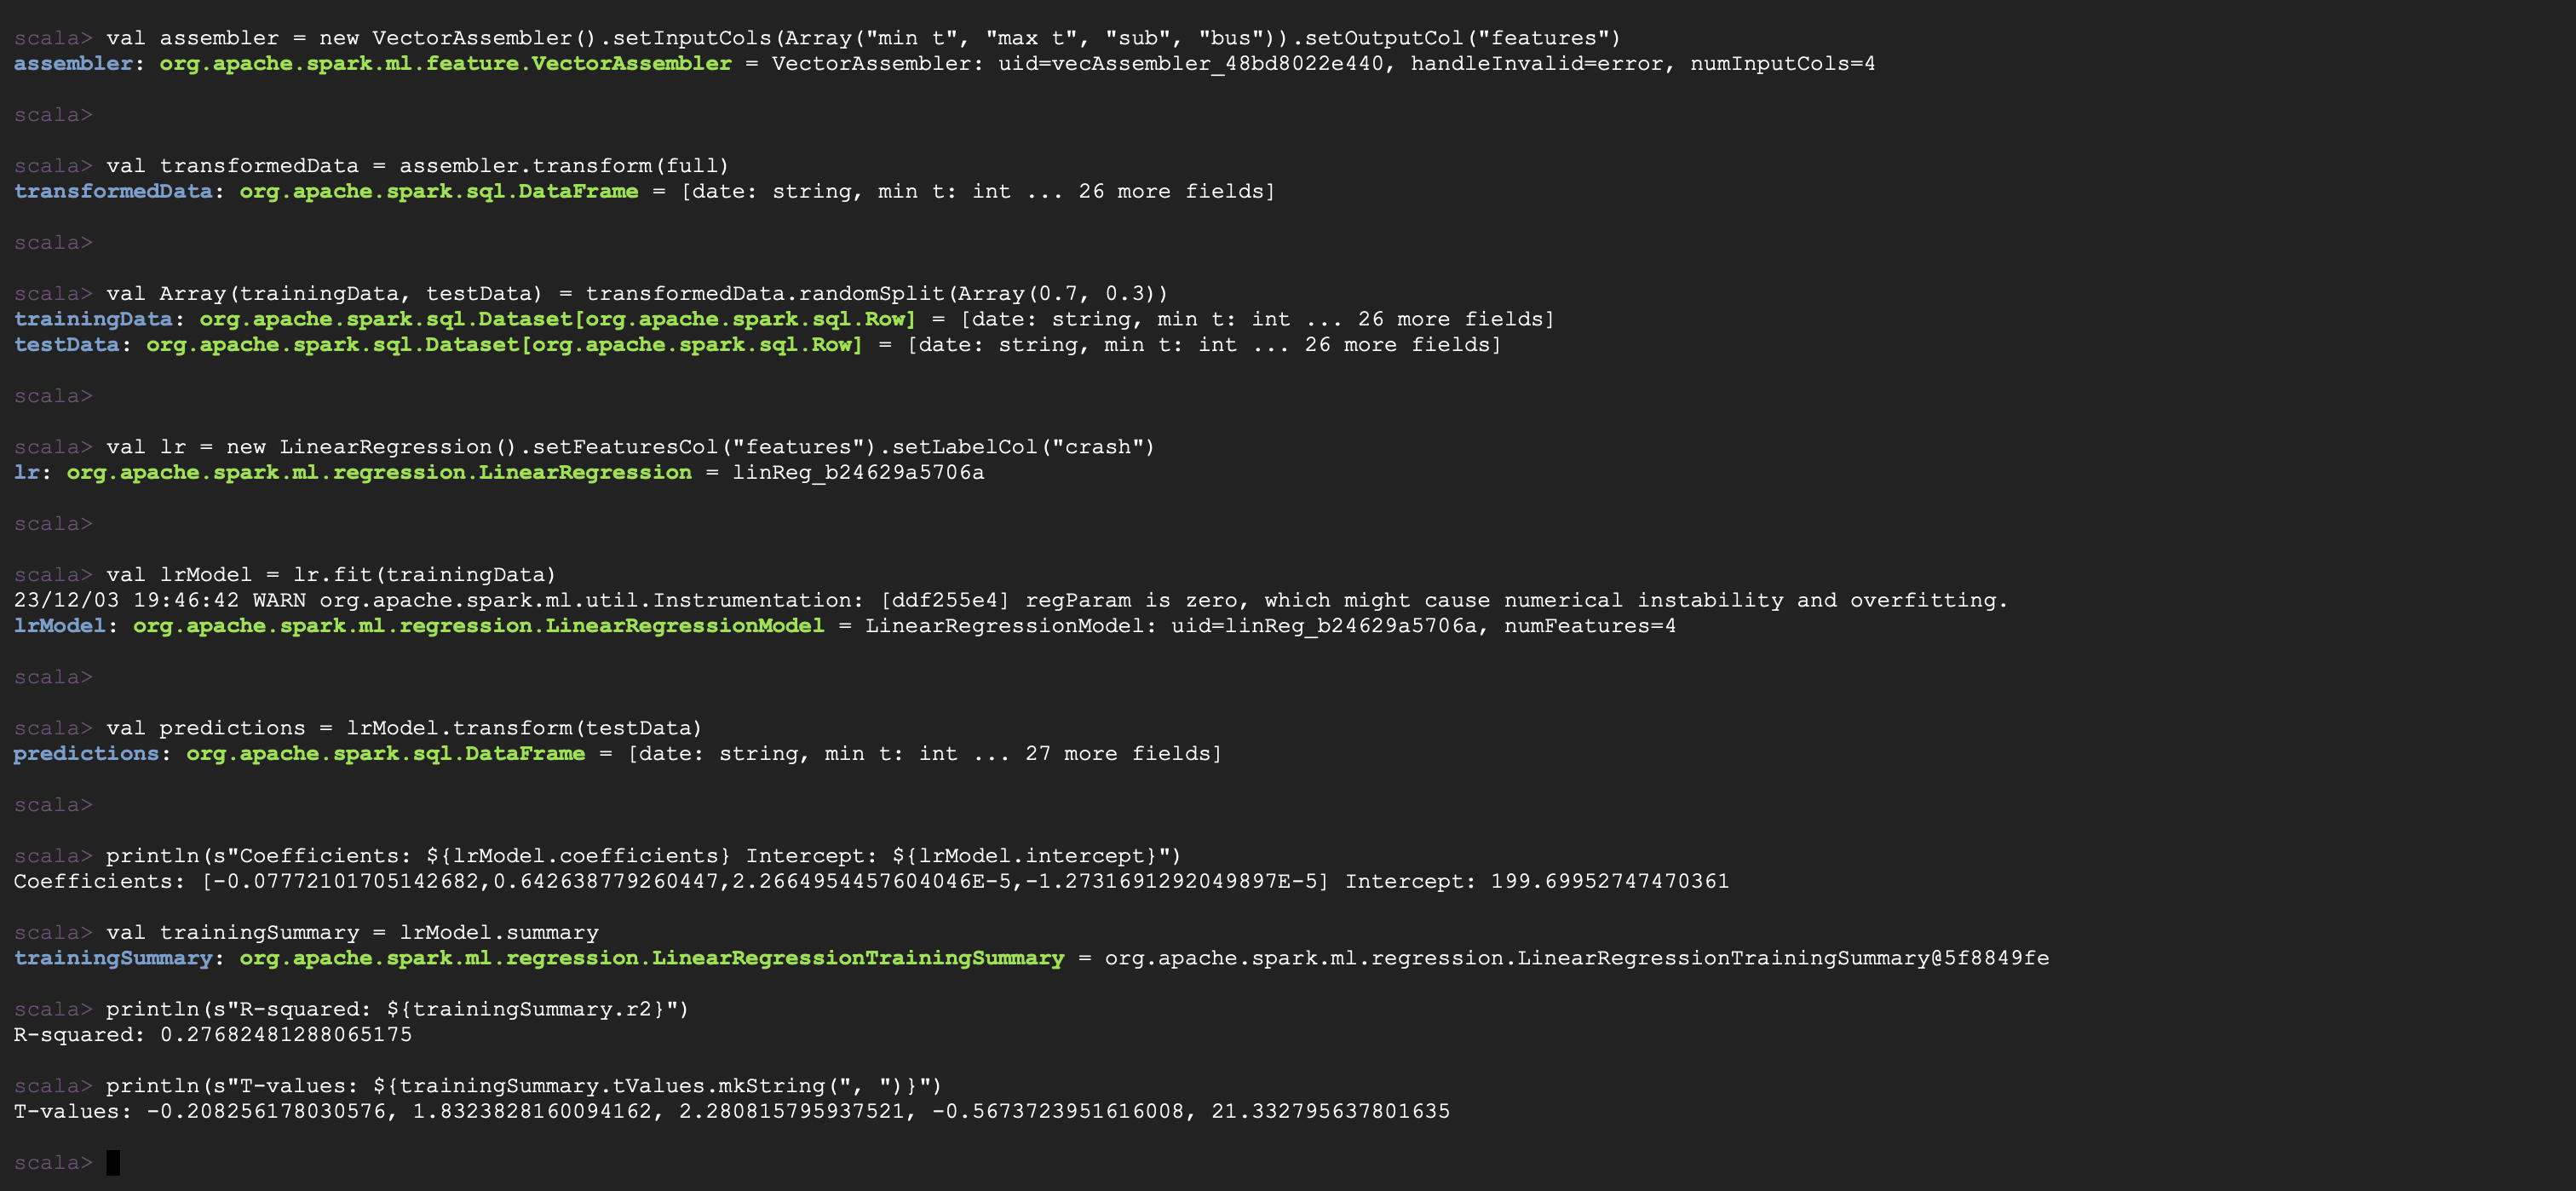 scala> val assembler = new VectorAssembler().setInputCols(Array("min t", "max t", "sub", "bus")).setOutputCol("features")
assembler: org.apache.spark.ml.feature.VectorAssembler = VectorAssembler: uid=vecAssembler_48bd8022e440, handleInvalid=error, numInputCols=4
scala>
scala> val transformedData = assembler.transform(full)
transformedData: org.apache.spark.sql.DataFrame = [date: string, min t: int ... 26 more fields]
scala>
scala> val Array(trainingData, testData) = transformedData.randomSplit(Array(0.7, 0.3))
trainingData: org.apache.spark.sql.Dataset[org.apache.spark.sql.Row] = [date: string, min t: int ... 26 more fields]
testData: org.apache.spark.sql.Dataset[org.apache.spark.sql.Row] = [date: string, min t: int ... 26 more fields]
scala>
scala> val lr = new LinearRegression().setFeaturesCol("features").setLabelCol("crash")
lr: org.apache.spark.ml.regression.LinearRegression = linReg_b24629a5706a
scala>
scala> val lrModel = lr.fit(trainingData)
23/12/03 19:46:42 WARN org.apache.spark.ml.util.Instrumentation: [ddf255e4] regParam is zero, which might cause numerical instability and overfitting.
lrModel: org.apache.spark.ml.regression.LinearRegressionModel = LinearRegressionModel: uid=linReg_b24629a5706a, numFeatures=4
scala>
scala> val predictions = lrModel.transform(testData)
predictions: org.apache.spark.sql.DataFrame = [date: string, min t: int ... 27 more fields]
scala>
scala> println(s"Coefficients: ${lrModel.coefficients} Intercept: ${lrModel.intercept}")
Coefficients: [-0.07772101705142682,0.642638779260447,2.2664954457604046E-5,-1.2731691292049897E-5] Intercept: 199.69952747470361
scala> val trainingSummary = lrModel.summary
trainingSummary: org.apache.spark.ml.regression.LinearRegressionTrainingSummary = org.apache.spark.ml.regression.LinearRegressionTrainingSummary@5f8849fe
scala> println(s"R-squared: ${trainingSummary.r2}")
R-squared: 0.27682481288065175
scala> println(s"T-values: ${trainingSummary.tValues.mkString(", ")}")
T-values: -0.208256178030576, 1.8323828160094162, 2.280815795937521, -0.5673723951616008, 21.332795637801635
scala>